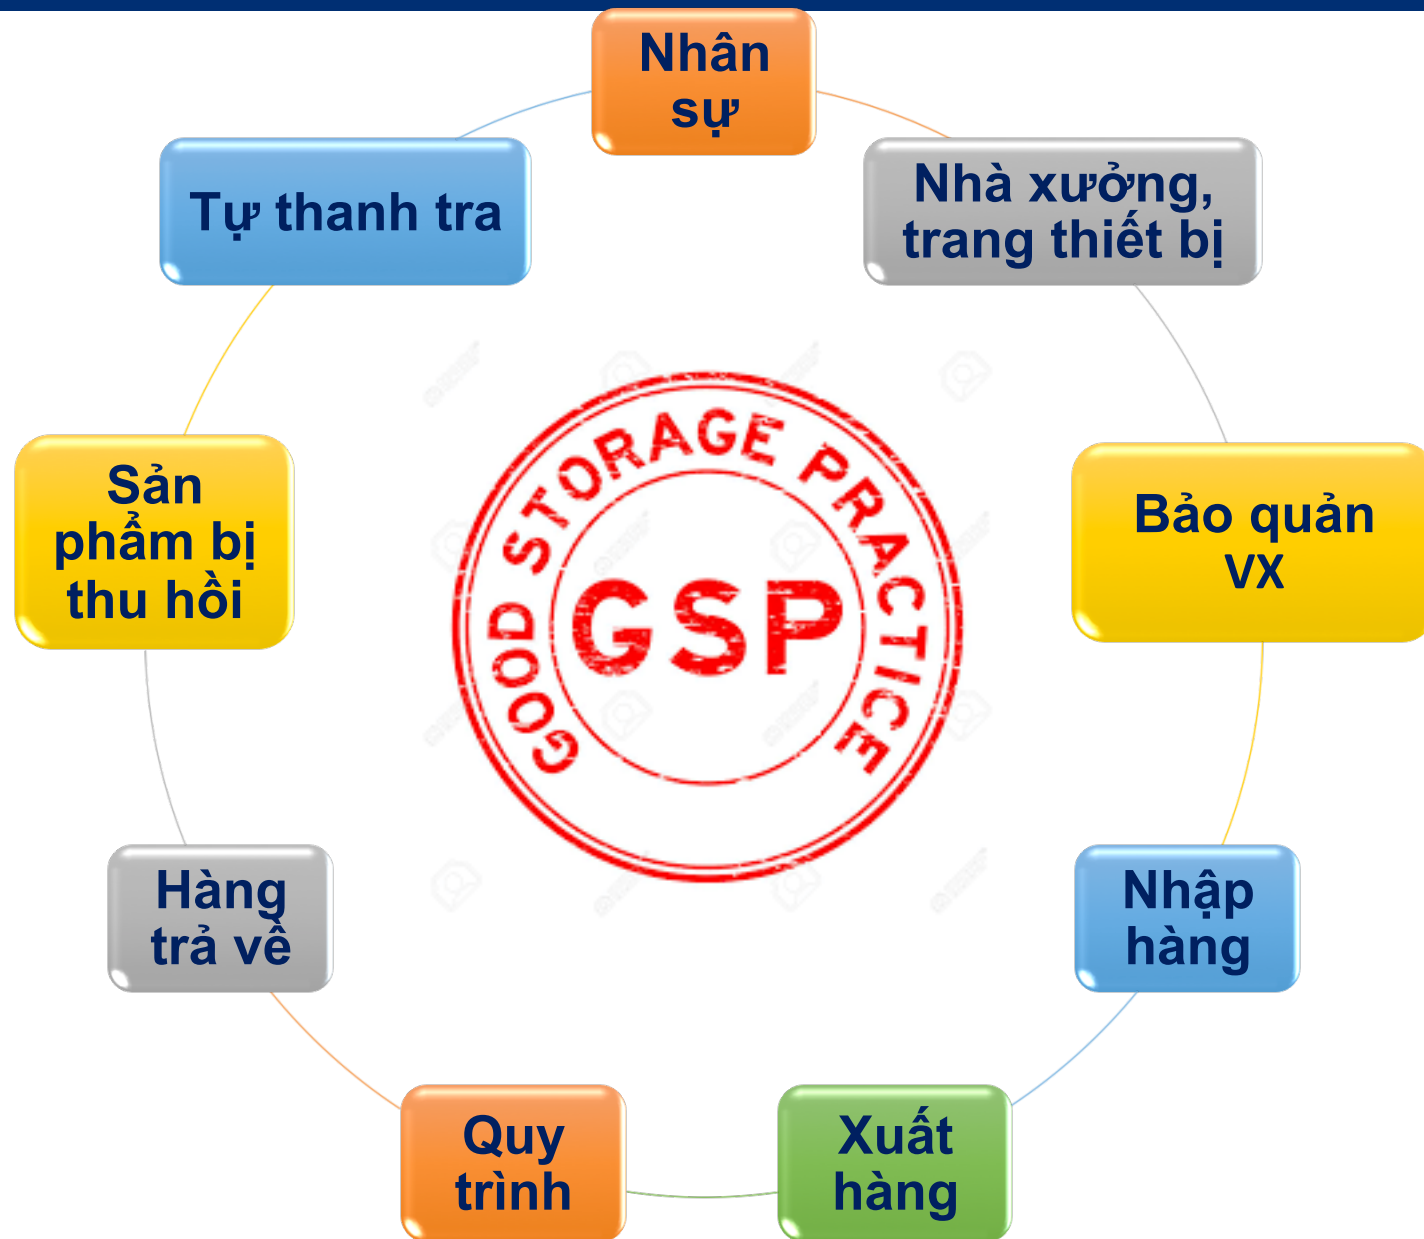 Nhân
sự
Nhà xưởng,
trang thiết bị
Bảo quản
VX
Nhập
hàng
Xuất
hàng
Quy
trình
Hàng
trả về
Sản
phẩm bị
thu hồi
Tự thanh tra
GOOD STORAGE PRACTICE
GSP